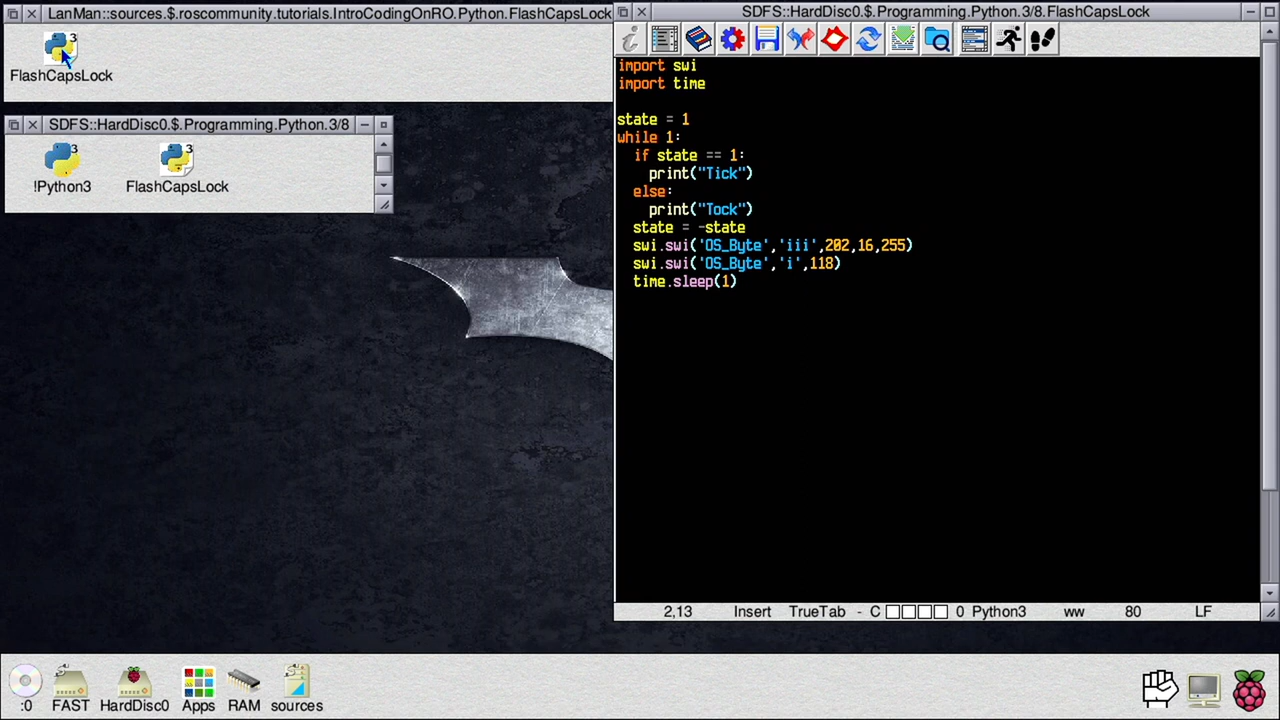 LanMan::sources.$.roscommunity.tutorials.IntroCodingOnRO.Python.FlashCapsLock
FlashCapsLock
SDFS::HardDisc0.$.Programming.Python.3/8
!Python3 FlashCapsLock
SDFS::HardDisc0.$.Programming.Python.3/8.FlashCapsLock
import swi
import time
state = 1
while 1:
if state == 1:
print("Tick")
else:
print("Tock")
state = -state
swi.swi('OS_Byte','iii',202,16,255)
swi.swi('OS_Byte','i',118)
time.sleep(1)
2,13 Insert TrueTab - C 0 Python3 ww 80 LF
:0 FAST HardDisc0 Apps RAM sources